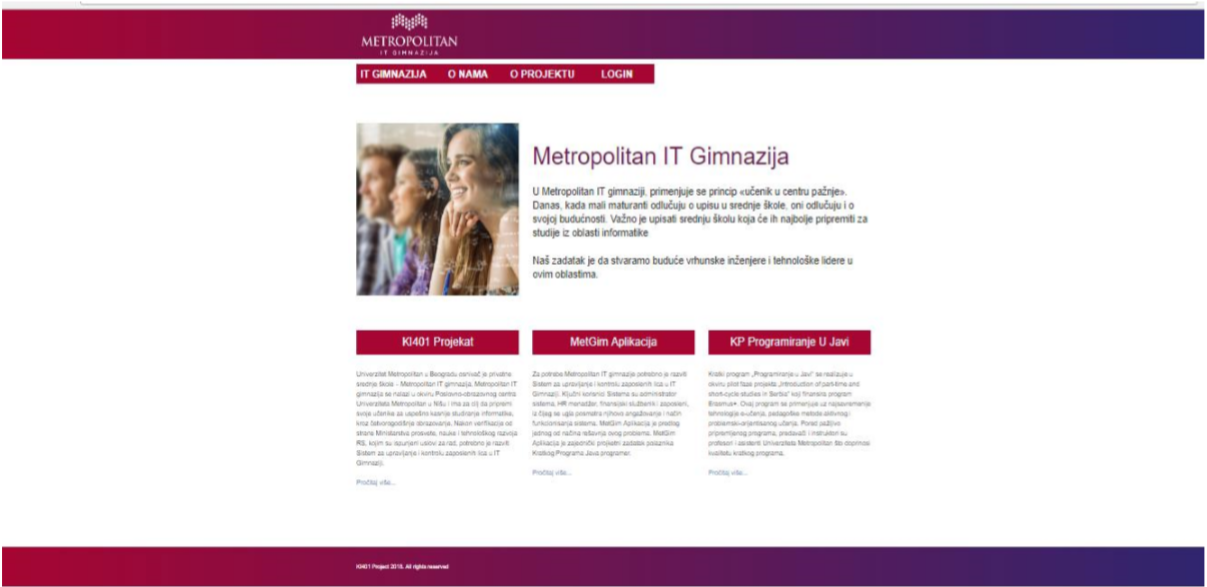 METROPOLITAN
IT GIMNAZIJA
IT GIMNAZIJA O NAMA O PROJEKTU LOGIN
Metropolitan IT Gimnazija
U Metropolitan IT gimnaziji, primenjuje se princip «učenik u centru pažnje».
Danas, kada mali maturanti odlučuju o upisu u srednje škole, oni odlučuju i o
svojoj budućnosti. Važno je upisati srednju školu koja će ih najbolje pripremiti za
studije iz oblasti informatike
Naš zadatak je da stvaramo buduće vrhunske inženjere i tehnološke lidere u
ovim oblastima.
KI401 Projekat
Univerzitet Metropolitan u Beogradu osnivač je privatne
srednje škole - Metropolitan IT gimnazija. Metropolitan IT
gimnazija se nalazi u okviru Poslovno-obrazovnog centra
Univerziteta Metropolitan u Nišu i ima za cilj da pripremi
svoje učenike za uspešno kasnije studiranje informatike,
kroz četvorogodišnje obrazovanje. Nakon verifikacije od
strane Ministarstva prosvete, nauke i tehnološkog razvoja
RS, kojim su ispunjeni uslovi za rad, potrebno je razviti
Sistem za upravljanje i kontrolu zaposlenih lica u IT
Gimnaziji.
Pročitaj više...
MetGim Aplikacija
Za potrebe Metropolitan IT gimnazije potrebno je razviti
Sistem za upravljanje i kontrolu zaposlenih lica u IT
Gimnaziji. Ključni korisnici Sistema su administrator
sistema, HR menadžer, finansijski službenik i zaposleni,
iz čijeg se ugla posmatra njihovo angažovanje i način
funkcionisanja sistema. MetGim Aplikacija je predlog
jednog od načina rešavnja ovog problema. MetGim
Aplikacija je zajednički projektni zadatak polaznika
Kratkog Programa Java programer.
Pročitaj više...
KP Programiranje U Javi
Kratki program „Programiranje u Javi" se realizuje u
okviru pilot faze projekta „Introduction of part-time and
short-cycle studies in Serbia" koji finansira program
Erasmus+. Ovaj program se primenjuje uz najsavremenije
tehnologije e-učenja, pedagoške metode aktivnog i
problemski-orjentisanog učenja. Pored pažljivo
pripremljenog programa, predavači i instruktori su
profesori i asistenti Univerziteta Metropolitan što doprinosi
kvalitetu kratkog programa.
Pročitaj više...
KI401 Project 2015. All rights reserved